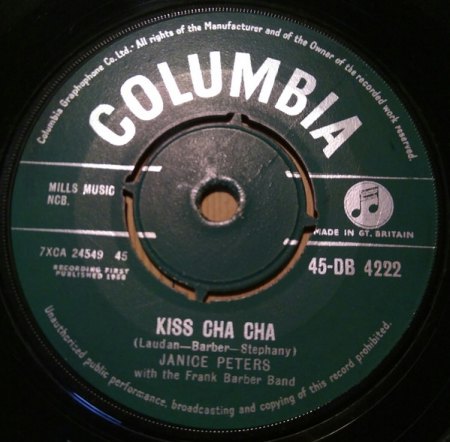 Columbia Graphophone Co. Ltd. · All rights of the Manufacturer and of the Owner of the recorded work reserved.
COLUMBIA
MILLS MUSIC
NCB.
MADE IN GT. BRITAIN
7XCA 24549 45
RECORDING FIRST
PUBLISHED 1958
45-DB 4222
KISS CHA CHA
(Laudan—Barber—Stephany)
JANICE PETERS
with the Frank Barber Band
Unauthorized public performance, broadcasting and copying of this record prohibited.